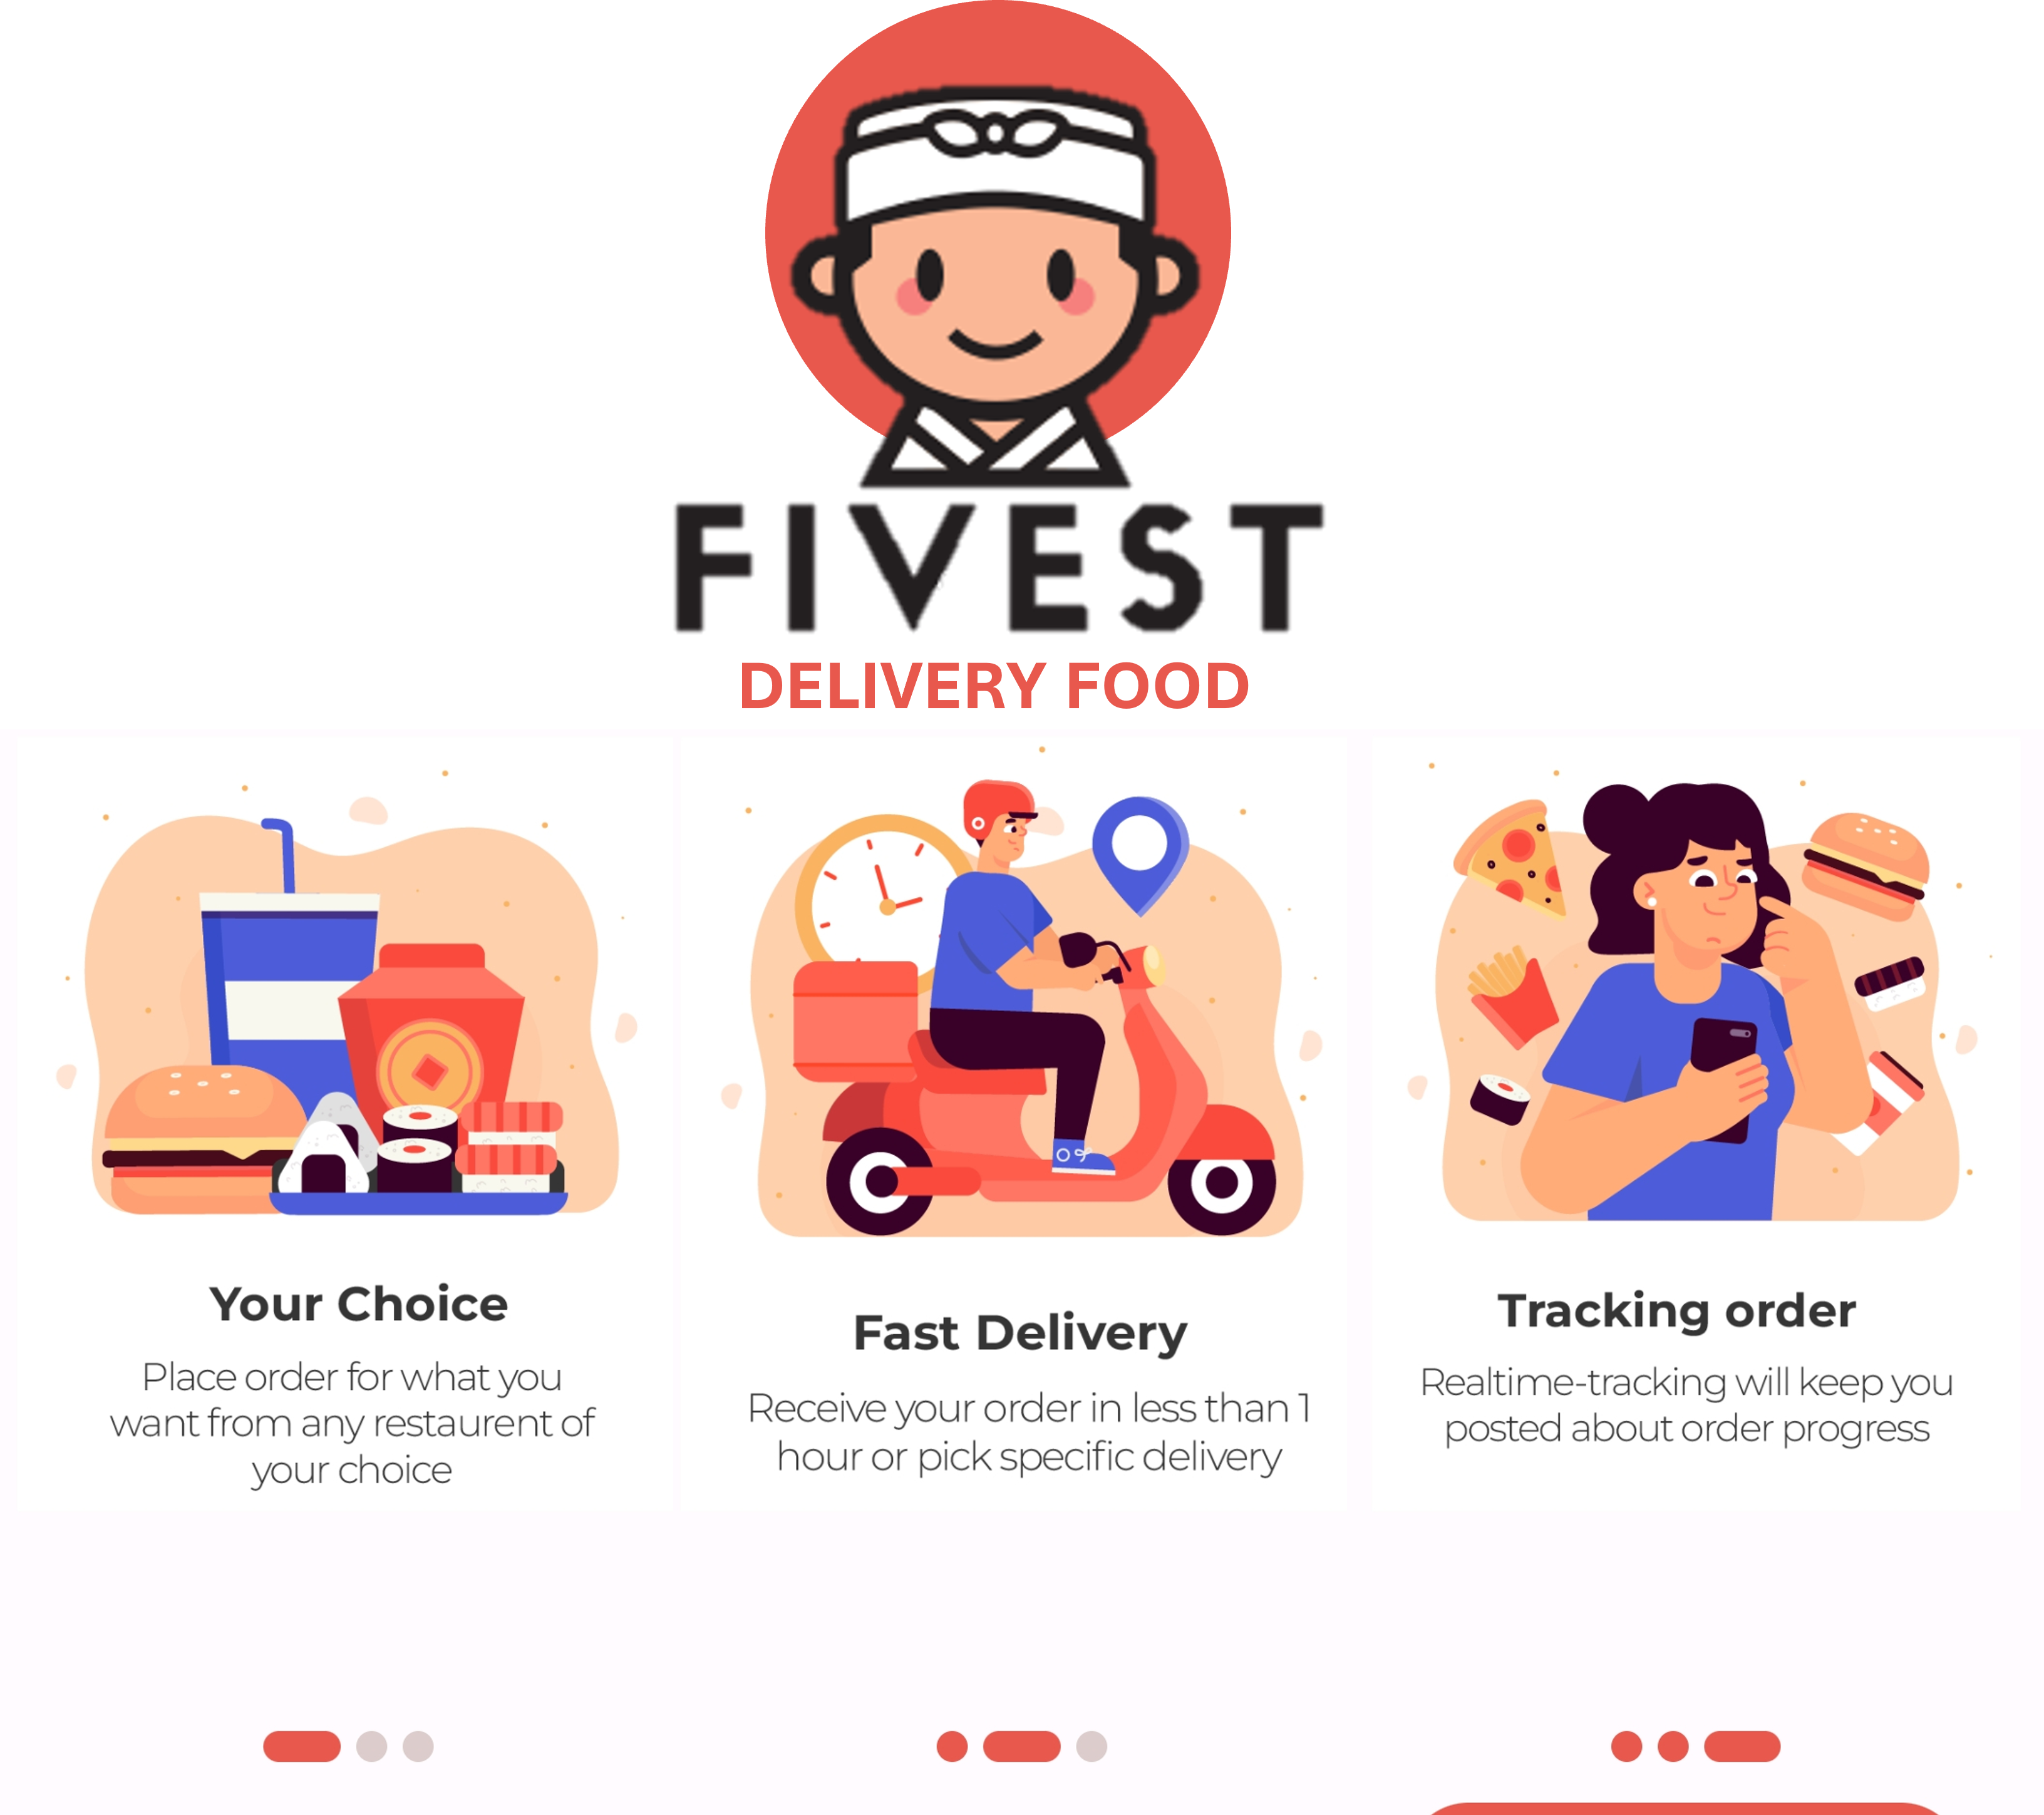 FIVEST
DELIVERY FOOD
Your Choice
Place order for what you
want from any restaurent of
your choice
Fast Delivery
Receive your order in less than 1
hour or pick specific delivery
Tracking order
Realtime-tracking will keep you
posted about order progress